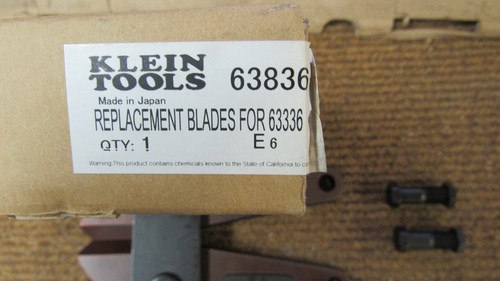 KLEIN TOOLS 63836
Made in Japan
REPLACEMENT BLADES FOR 63336
QTY: 1 E 6
Warning:This product contains chemicals known to the State of California to